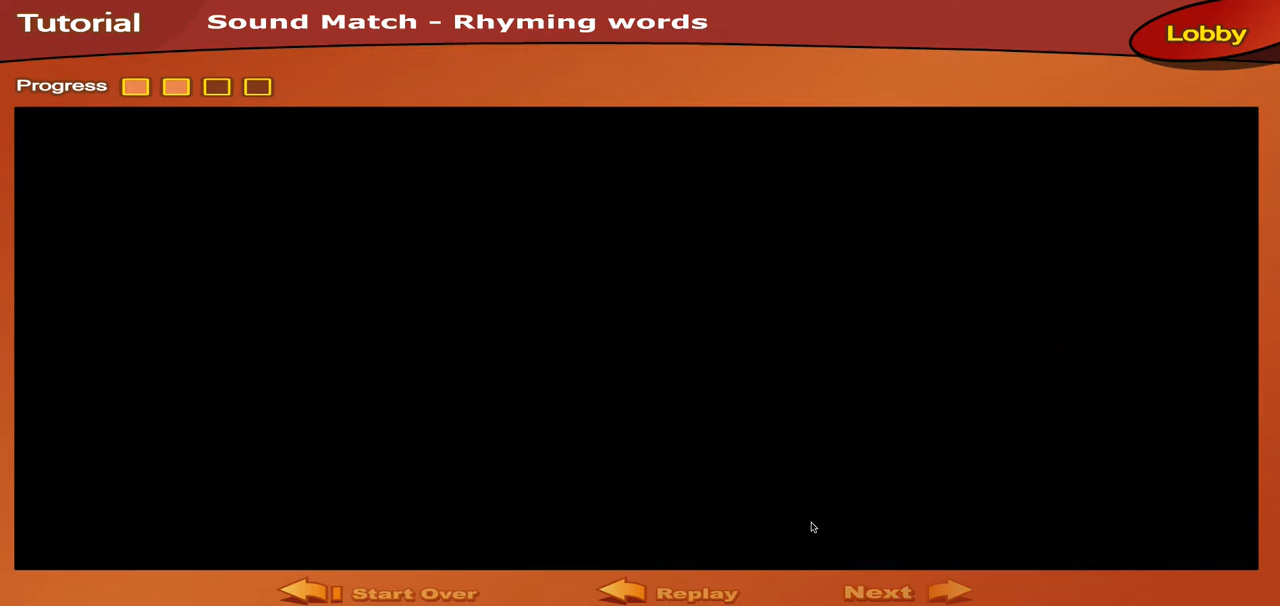 Tutorial
Sound Match – Rhyming words
Lobby
Progress
Start Over
Replay
Next